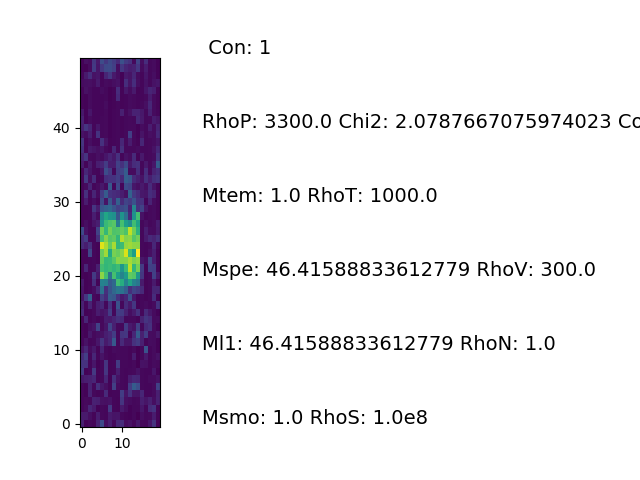 Con: 1
RhoP: 3300.0 Chi2: 2.0787667075974023 Co
Mtem: 1.0 RhoT: 1000.0
Mspe: 46.41588833612779 RhoV: 300.0
Ml1: 46.41588833612779 RhoN: 1.0
Msmo: 1.0 RhoS: 1.0e8
40
30
20
10
0
0 10